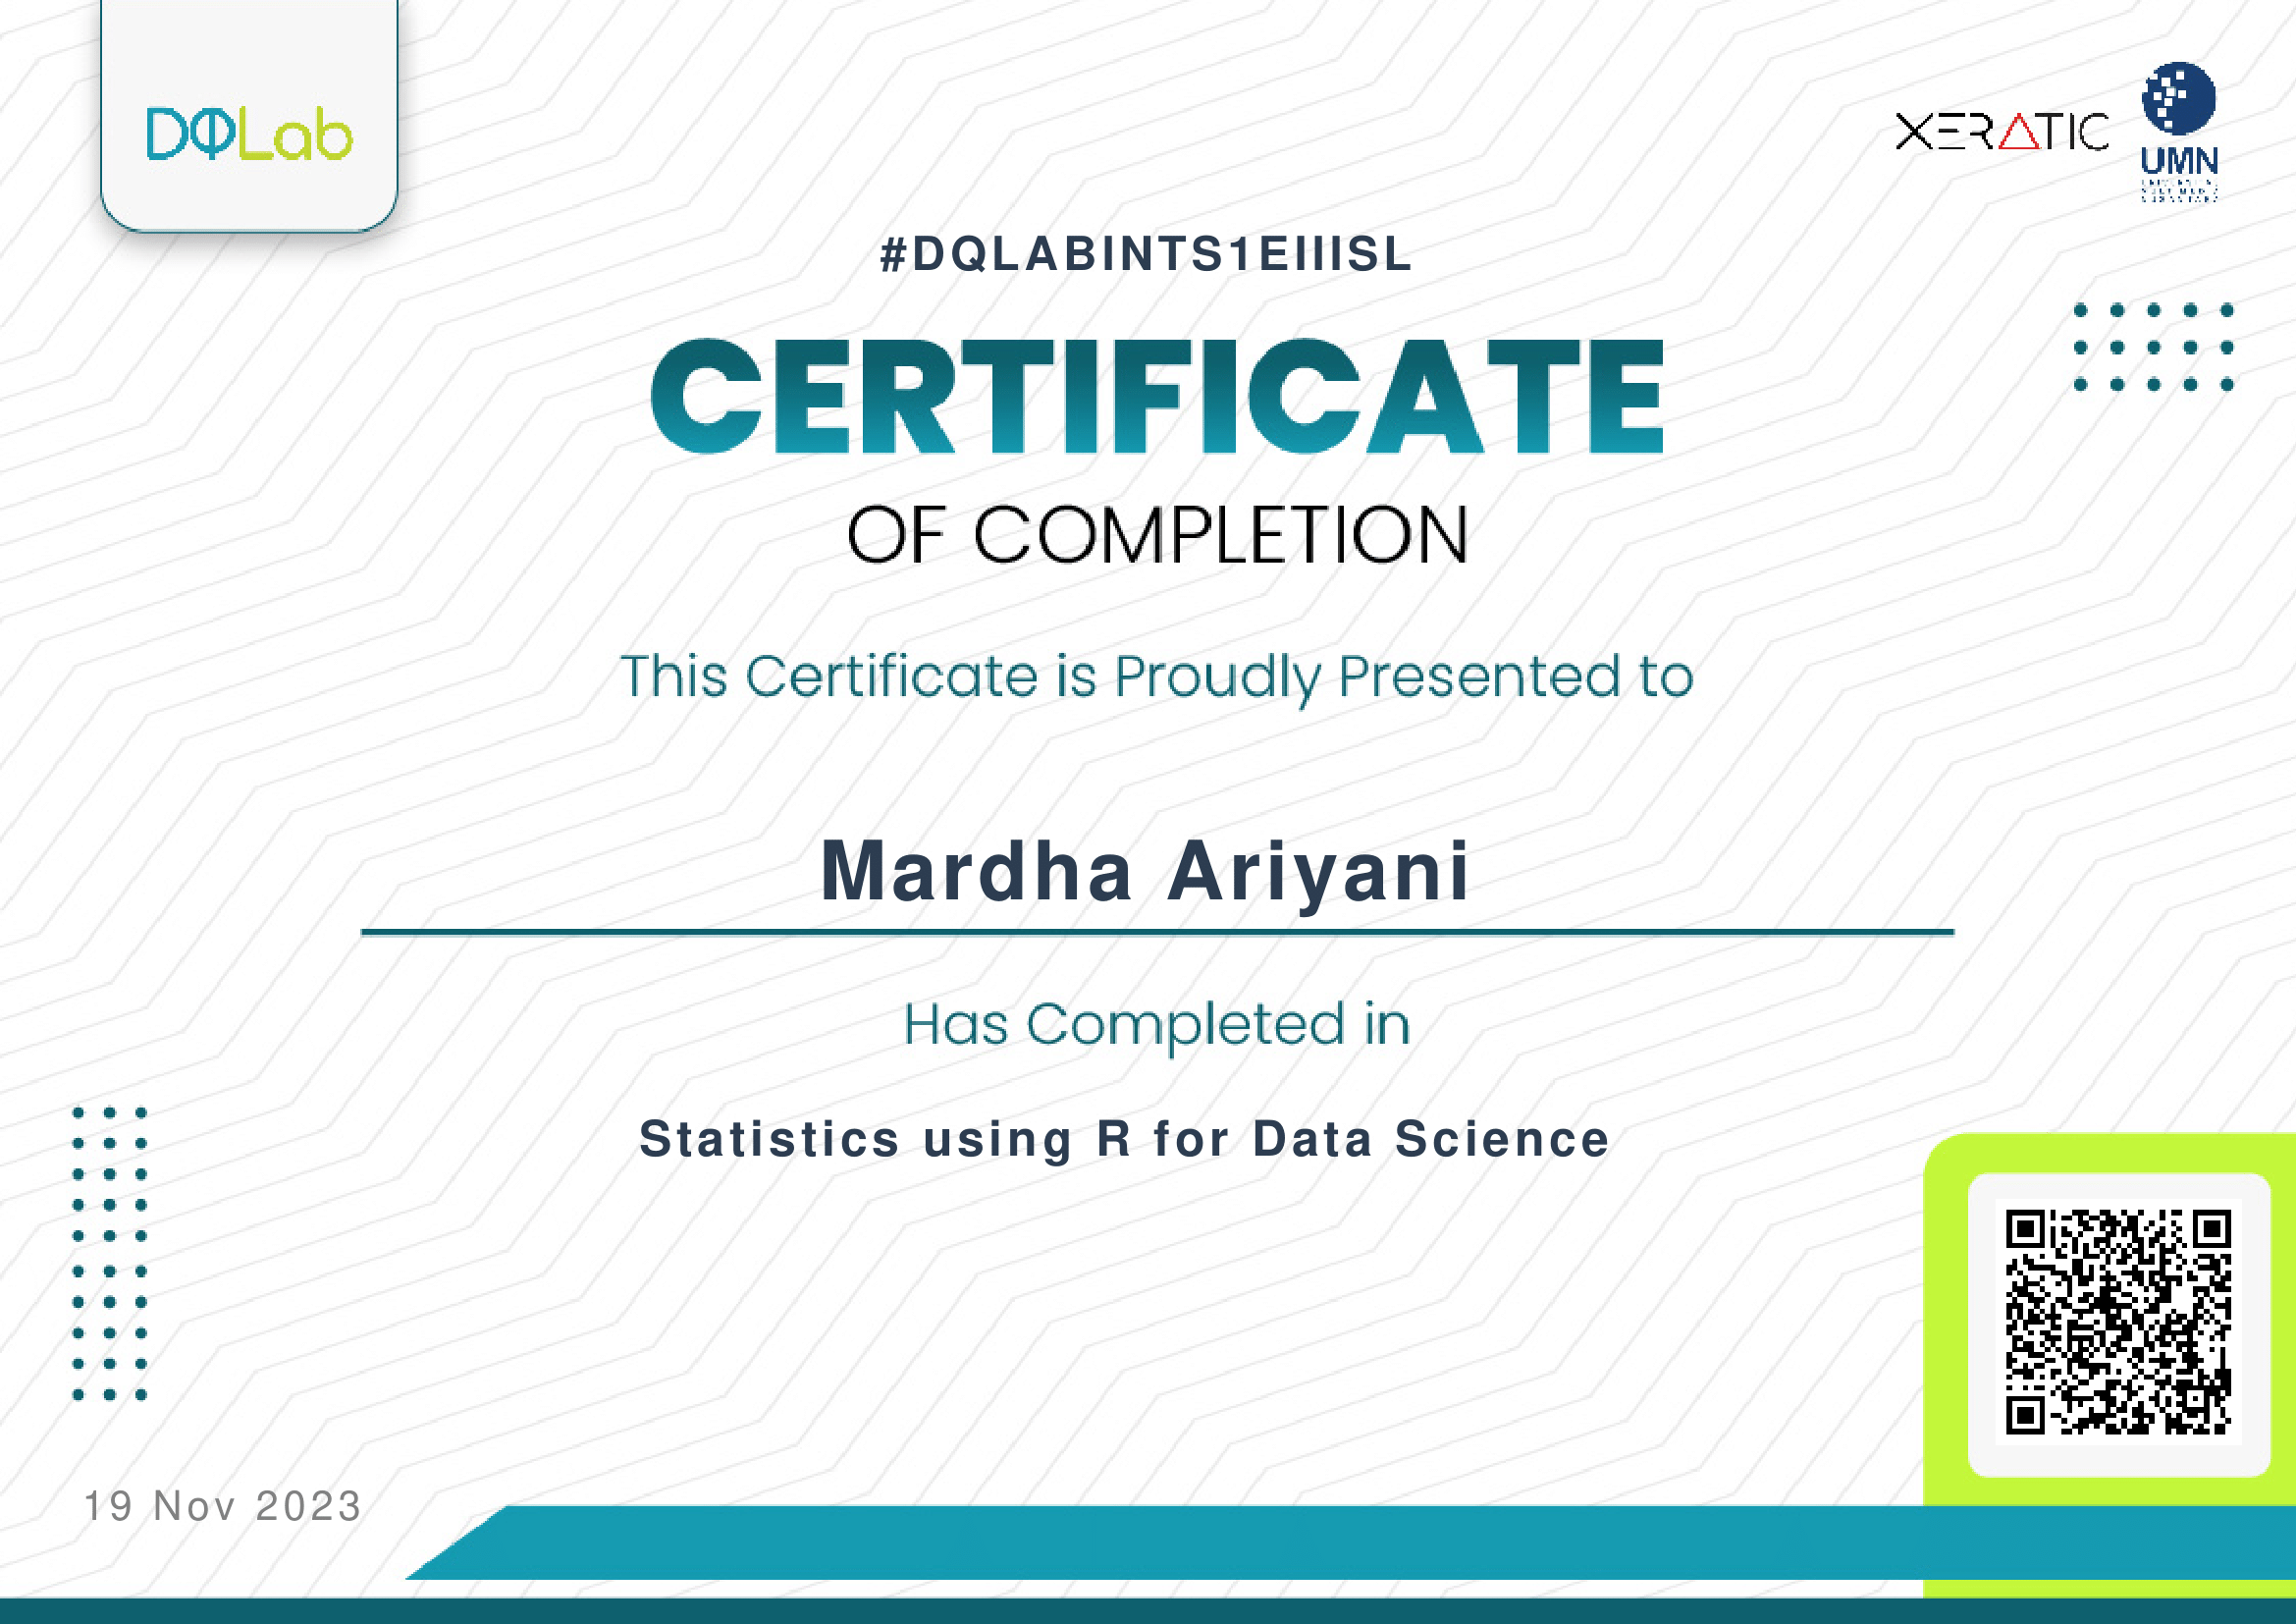 DQLab
XERATIC
UMN
#DQLABINTS1EIIISL
CERTIFICATE
OF COMPLETION
This Certificate is Proudly Presented to
Mardha Ariyani
Has Completed in
Statistics using R for Data Science
19 Nov 2023